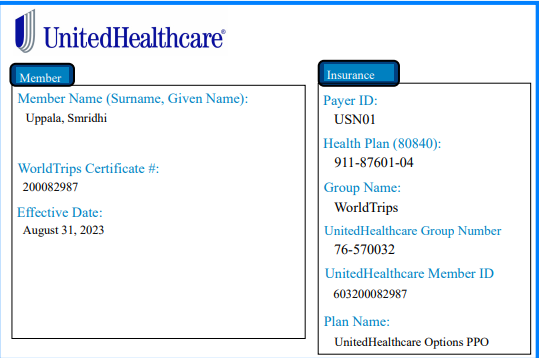 UnitedHealthcare®
Member
Member Name (Surname, Given Name):
Uppala, Smridhi
WorldTrips Certificate #:
200082987
Effective Date:
August 31, 2023
Insurance
Payer ID:
USN01
Health Plan (80840):
911-87601-04
Group Name:
WorldTrips
UnitedHealthcare Group Number
76-570032
UnitedHealthcare Member ID
603200082987
Plan Name:
UnitedHealthcare Options PPO